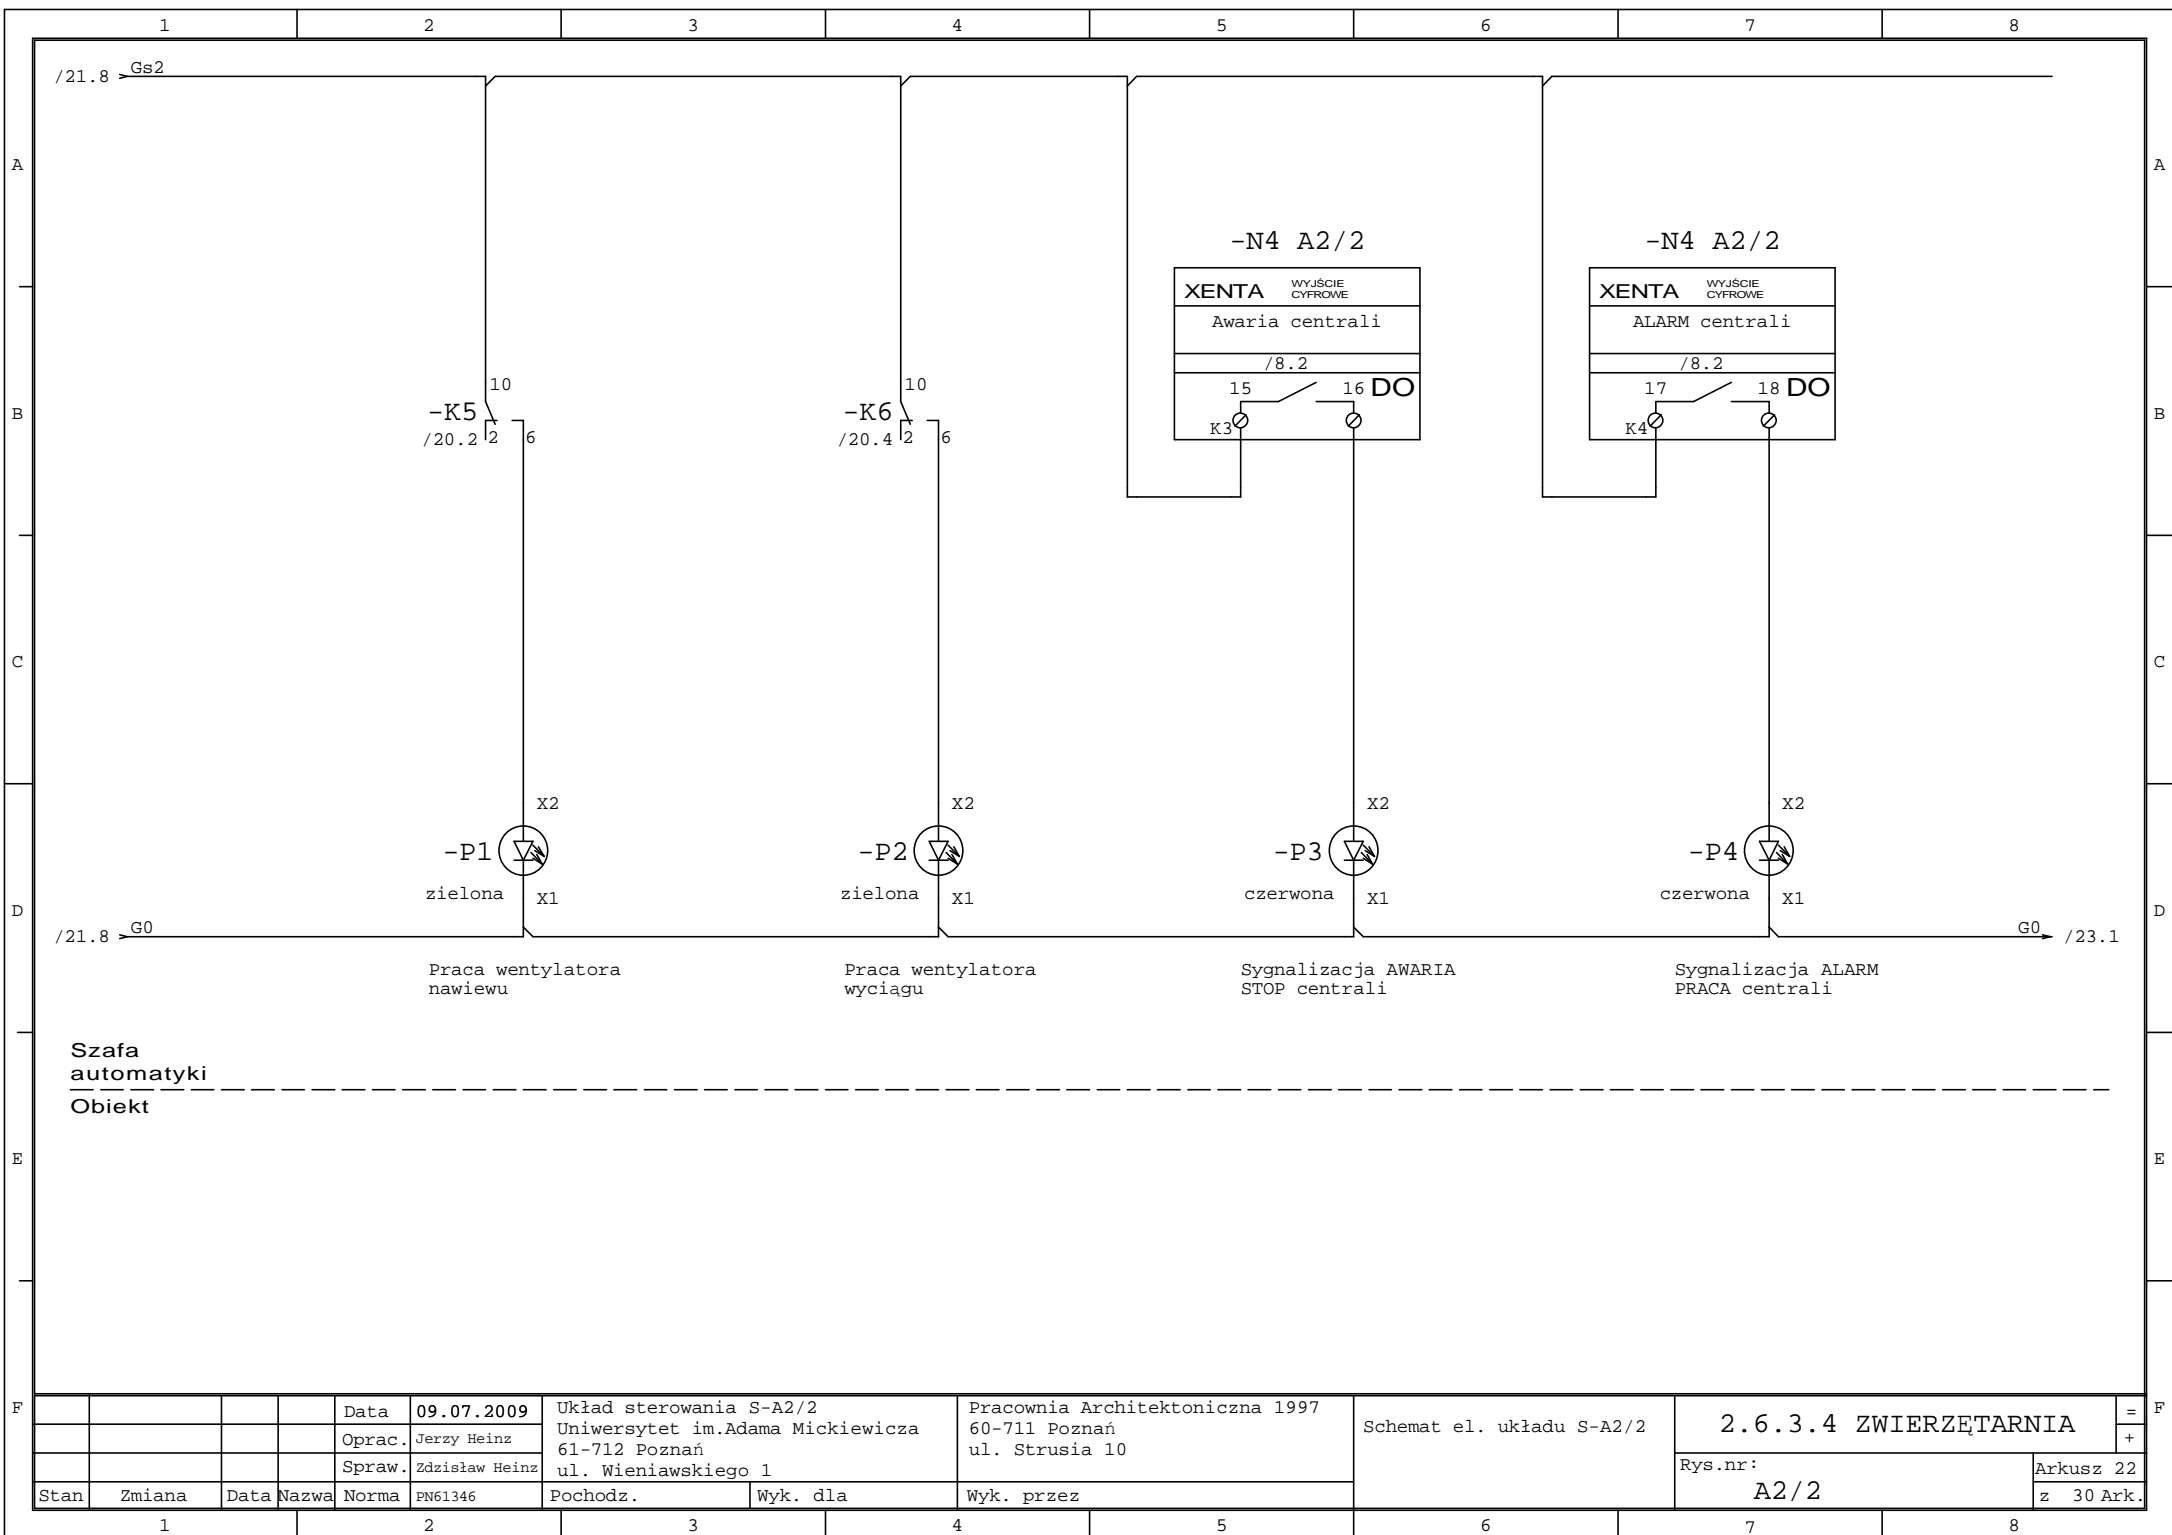 1 2 3 4 5 6 7 8
/21.8 Gs2
A A
-N4 A2/2 -N4 A2/2
XENTA WYJŚCIE CYFROWE
Awaria centrali
/8.2
15 16 DO
K3
XENTA WYJŚCIE CYFROWE
ALARM centrali
/8.2
17 18 DO
K4
10
-K5
/20.2 2 6
10
-K6
/20.4 2 6
B B
C C
X2 X2 X2 X2
-P1 -P2 -P3 -P4
zielona zielona czerwona czerwona
X1 X1 X1 X1
D D
/21.8 G0 G0 /23.1
Praca wentylatora
nawiewu
Praca wentylatora
wyciągu
Sygnalizacja AWARIA
STOP centrali
Sygnalizacja ALARM
PRACA centrali
Szafa
automatyki
Obiekt
E E
F F
Data 09.07.2009
Oprac. Jerzy Heinz
Spraw. Zdzisław Heinz
Stan Zmiana Data Nazwa Norma PN61346
Układ sterowania S-A2/2
Uniwersytet im.Adama Mickiewicza
61-712 Poznań
ul. Wieniawskiego 1
Pochodz. Wyk. dla
Pracownia Architektoniczna 1997
60-711 Poznań
ul. Strusia 10
Wyk. przez
Schemat el. układu S-A2/2
2.6.3.4 ZWIERZĘTARNIA
=
+
Rys.nr:
A2/2
Arkusz 22
z 30 Ark.
1 2 3 4 5 6 7 8